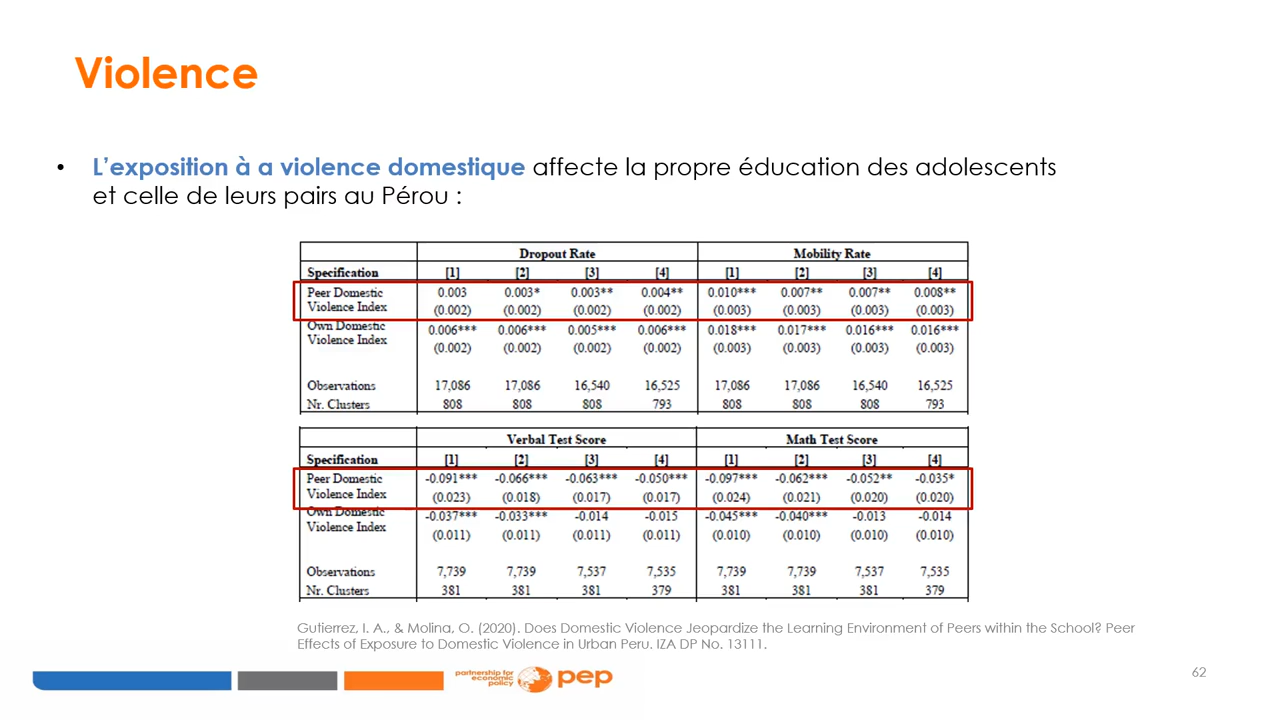 Violence
• L’exposition à a violence domestique affecte la propre éducation des adolescents
et celle de leurs pairs au Pérou :
Dropout Rate Mobility Rate
Specification [1] [2] [3] [4] [1] [2] [3] [4]
Peer Domestic 0.003 0.003* 0.003** 0.004** 0.010*** 0.007** 0.007** 0.008**
Violence Index (0.002) (0.002) (0.002) (0.002) (0.003) (0.003) (0.003) (0.003)
Own Domestic 0.006*** 0.006*** 0.005*** 0.006*** 0.018*** 0.017*** 0.016*** 0.016***
Violence Index (0.002) (0.002) (0.002) (0.002) (0.003) (0.003) (0.003) (0.003)
Observations 17,086 17,086 16,540 16,525 17,086 17,086 16,540 16,525
Nr. Clusters 808 808 808 793 808 808 808 793
Verbal Test Score Math Test Score
Specification [1] [2] [3] [4] [1] [2] [3] [4]
Peer Domestic -0.091*** -0.066*** -0.063*** -0.050*** -0.097*** -0.062*** -0.052** -0.035*
Violence Index (0.023) (0.018) (0.017) (0.017) (0.024) (0.021) (0.020) (0.020)
Own Domestic -0.037*** -0.033*** -0.014 -0.015 -0.045*** -0.040*** -0.013 -0.014
Violence Index (0.011) (0.011) (0.011) (0.011) (0.010) (0.010) (0.010) (0.010)
Observations 7,739 7,739 7,537 7,535 7,739 7,739 7,537 7,535
Nr. Clusters 381 381 381 379 381 381 381 379
Gutierrez, I. A., & Molina, O. (2020). Does Domestic Violence Jeopardize the Learning Environment of Peers within the School? Peer
Effects of Exposure to Domestic Violence in Urban Peru. IZA DP No. 13111.
partnership for
economic
policy
pep
62